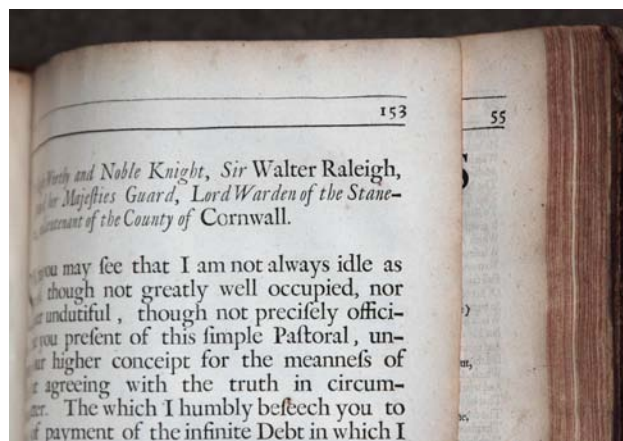 153
Worthy and Noble Knight, Sir Walter Raleigh,
her Majeſties Guard, Lord Warden of the Stane-
Lieutenant of the County of Cornwall.
you may ſee that I am not always idle as
though not greatly well occupied, nor
undutiful, though not preciſely offici-
you preſent of this ſimple Paſtoral, un-
higher conceipt for the meanneſs of
agreeing with the truth in circum-
The which I humbly beſeech you to
of payment of the infinite Debt in which I
55
S